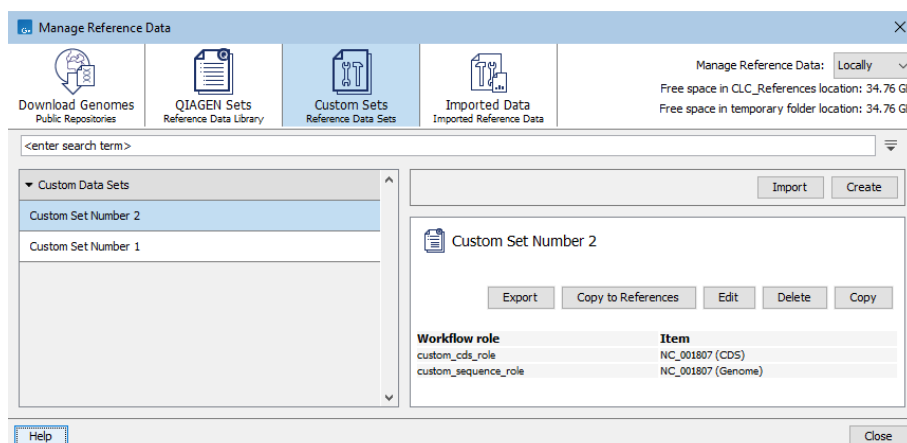 Manage Reference Data
Download Genomes
Public Repositories
QIAGEN Sets
Reference Data Library
Custom Sets
Reference Data Sets
Imported Data
Imported Reference Data
Manage Reference Data: Locally
Free space in CLC_References location: 34.76 G
Free space in temporary folder location: 34.76 G
<enter search term>
Custom Data Sets
Custom Set Number 2
Custom Set Number 1
Import Create
Custom Set Number 2
Export Copy to References Edit Delete Copy
Workflow role Item
custom_cds_role NC_001807 (CDS)
custom_sequence_role NC_001807 (Genome)
Help Close